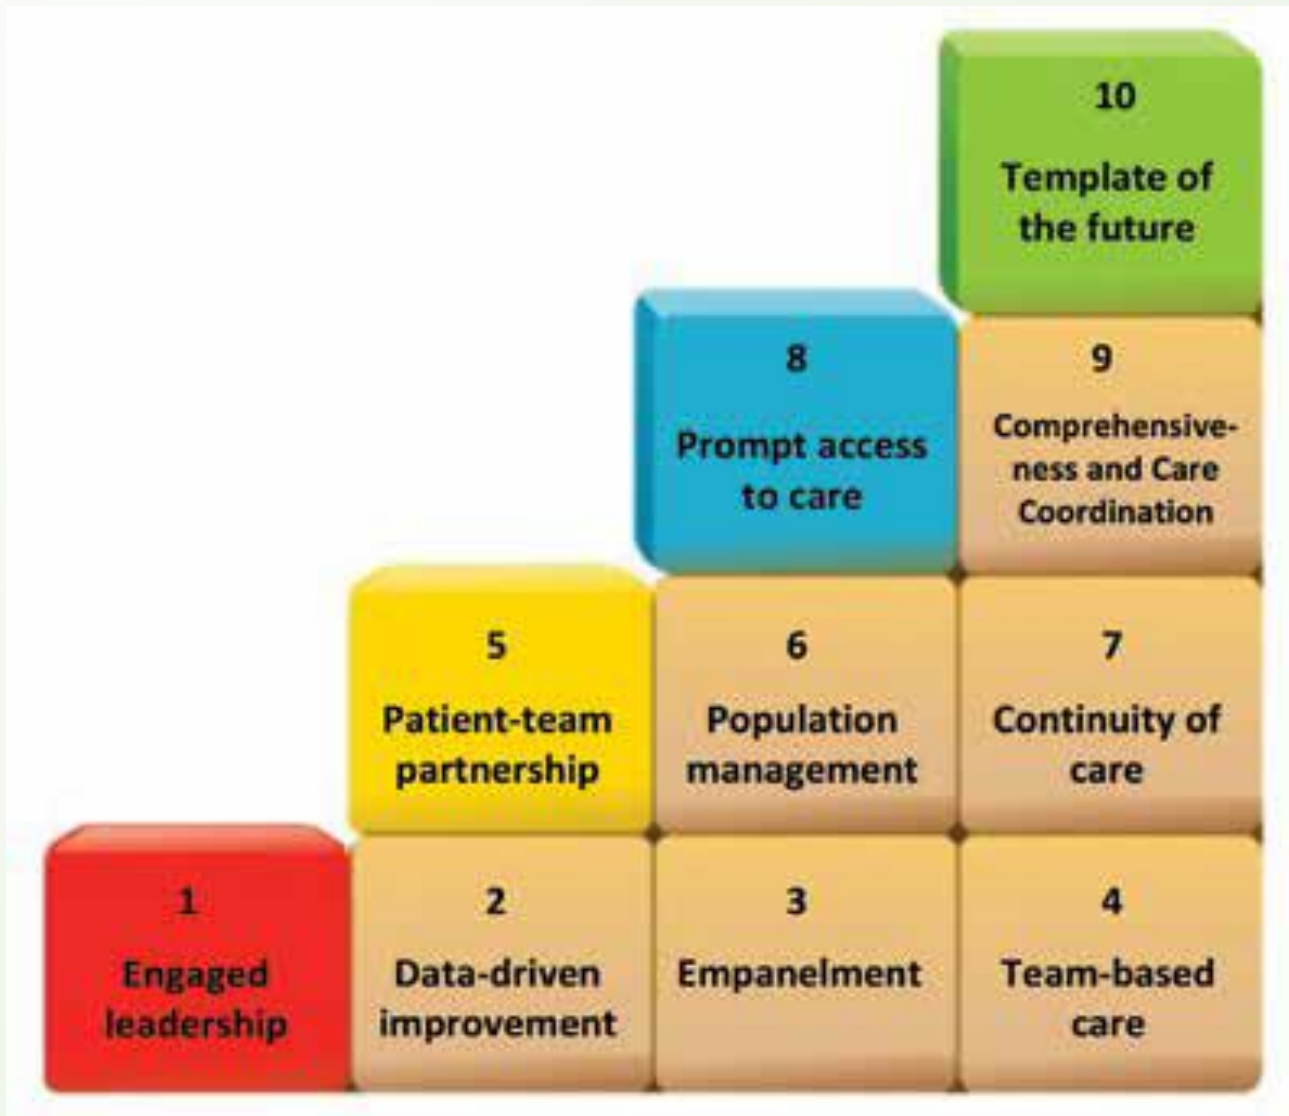 10
Template of
the future
8
Prompt access
to care
9
Comprehensive-
ness and Care
Coordination
5
Patient-team
partnership
6
Population
management
7
Continuity of
care
1
Engaged
leadership
2
Data-driven
improvement
3
Empanelment
4
Team-based
care